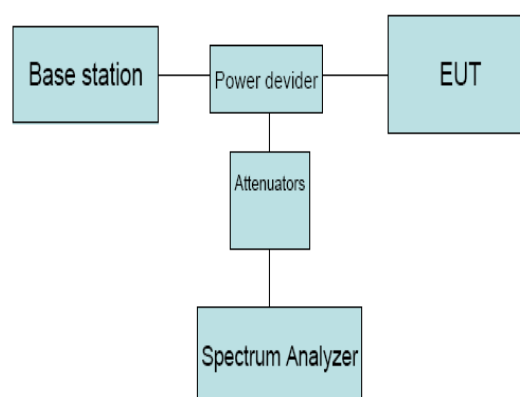 Base station
Power devider
EUT
Attenuators
Spectrum Analyzer